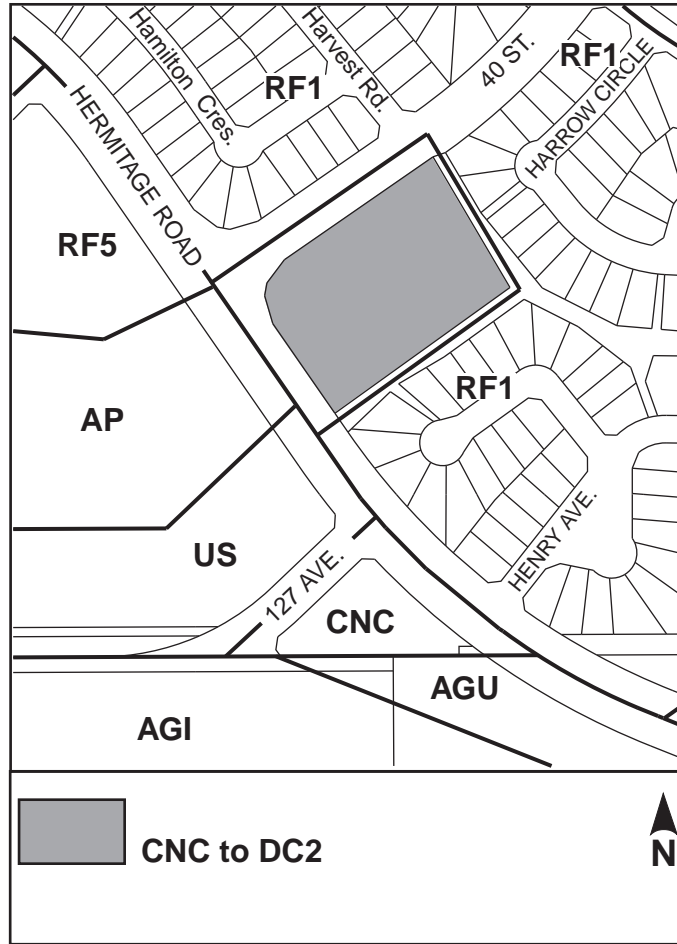 Hamilton Cres.
Harvest Rd.
40 ST.
RF1
RF1
HARROW CIRCLE
HERMITAGE ROAD
RF5
AP
RF1
HENRY AVE.
US
127 AVE.
CNC
AGU
AGI
CNC to DC2
N